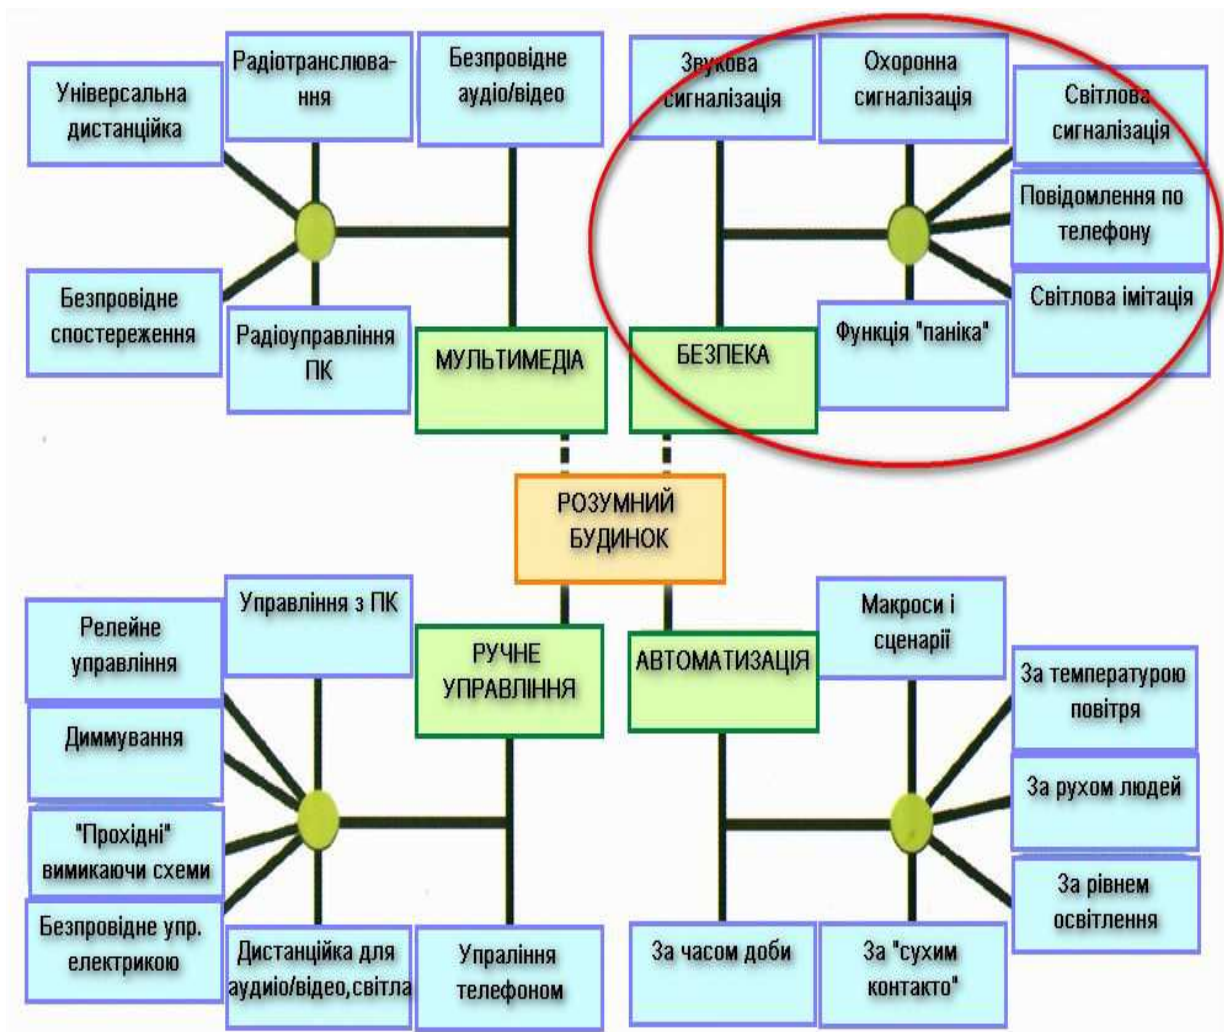 Універсальна
дистанційка
Радіотранслюва-
ння
Безпровідне
аудіо/відео
Безпровідне
спостереження
Радіоуправління
ПК
МУЛЬТИМЕДІА
Звукова
сигналізація
Охоронна
сигналізація
Світлова
сигналізація
Повідомлення по
телефону
Світлова імітація
Функція "паніка"
БЕЗПЕКА
РОЗУМНИЙ
БУДИНОК
Релейне
управління
Управління з ПК
РУЧНЕ
УПРАВЛІННЯ
Диммування
"Прохідні"
вимикаючи схеми
Безпровідне упр.
електрикою
Дистанційка для
аудиіо/відео,світла
Упраління
телефоном
АВТОМАТИЗАЦІЯ
Макроси і
сценарії
За температурою
повітря
За рухом людей
За рівнем
освітлення
За часом доби
За "сухим
контакто"